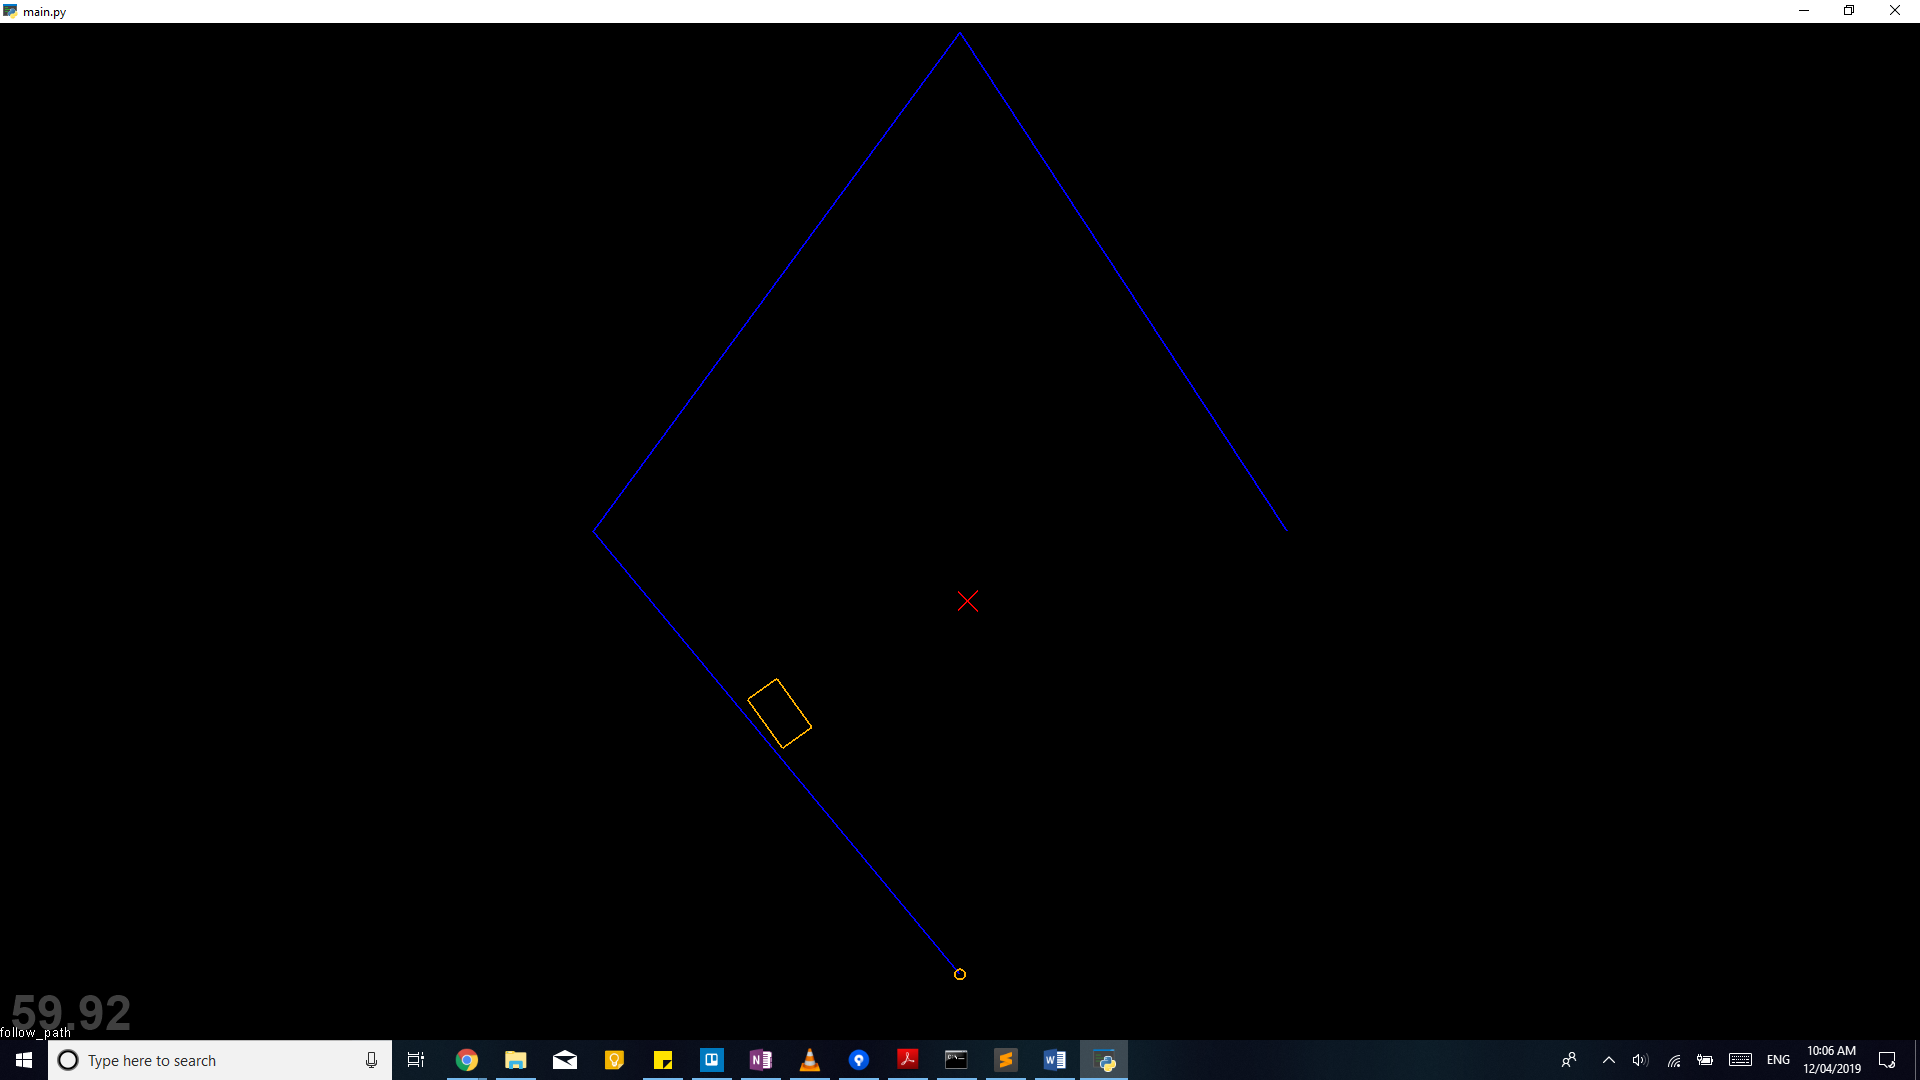 main.py
59.92
follow_path
Type here to search
ENG
10:06 AM
12/04/2019